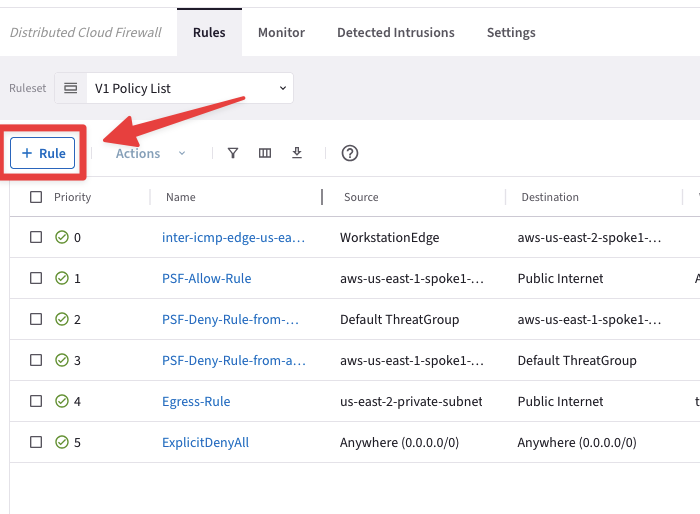 Distributed Cloud Firewall Rules Monitor Detected Intrusions Settings
Ruleset V1 Policy List
+ Rule Actions
Priority Name Source Destination
0 inter-icmp-edge-us-ea... WorkstationEdge aws-us-east-2-spoke1-...
1 PSF-Allow-Rule aws-us-east-1-spoke1-... Public Internet
2 PSF-Deny-Rule-from-... Default ThreatGroup aws-us-east-1-spoke1-...
3 PSF-Deny-Rule-from-a... aws-us-east-1-spoke1-... Default ThreatGroup
4 Egress-Rule us-east-2-private-subnet Public Internet
5 ExplicitDenyAll Anywhere (0.0.0.0/0) Anywhere (0.0.0.0/0)